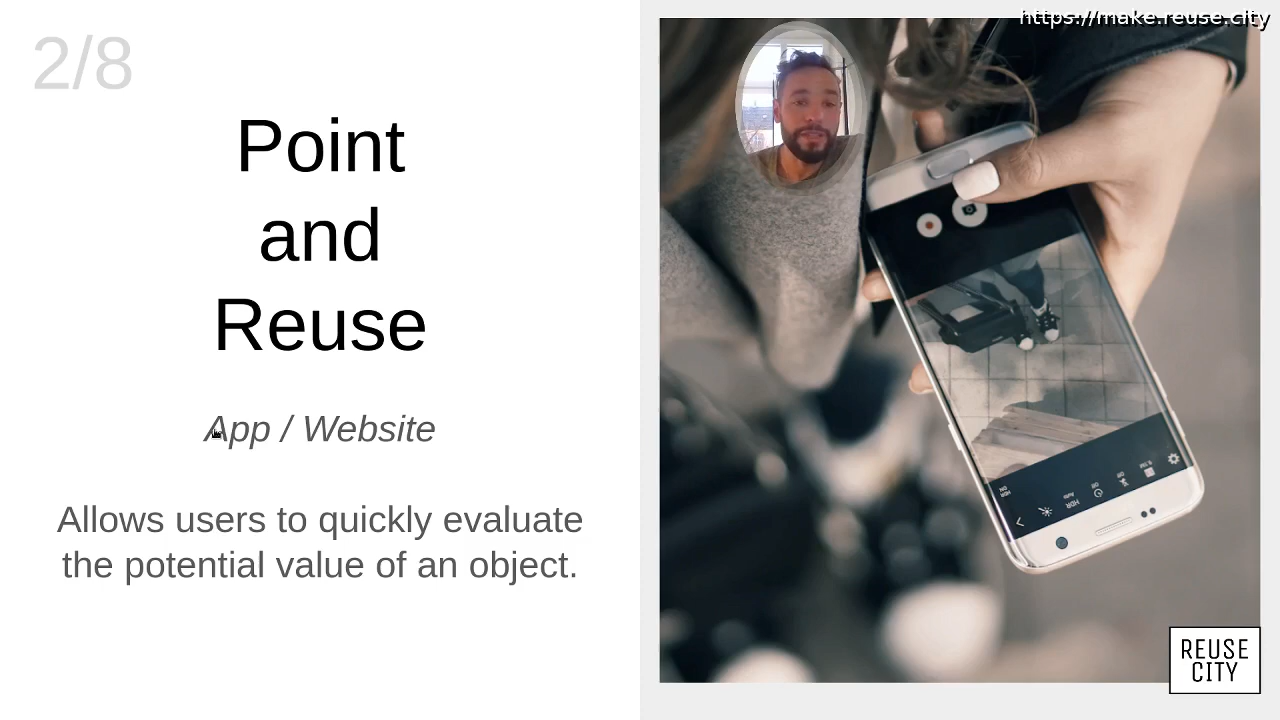 2/8
https://make.reuse.city
Point
and
Reuse
App / Website
Allows users to quickly evaluate
the potential value of an object.
REUSE
CITY